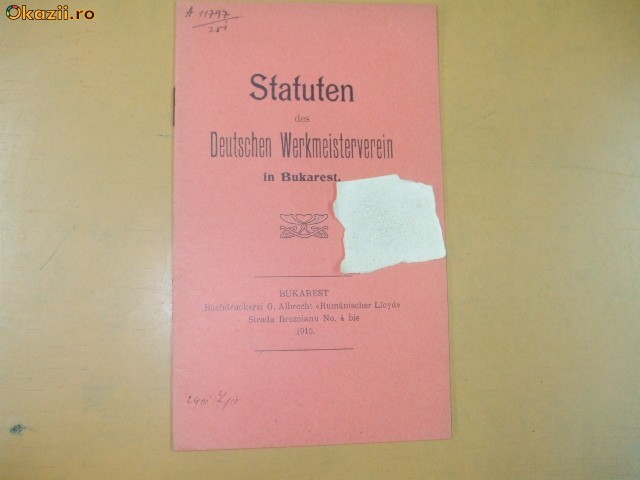 Okazii.ro
A 11797
Statuten
des
Deutschen Werkmeisterverein
in Bukarest.
BUKAREST
Buchdruckerei G. Albrecht «Rumänischer Lloyd»
Strada Brezoianu No. 4 bis
1910.